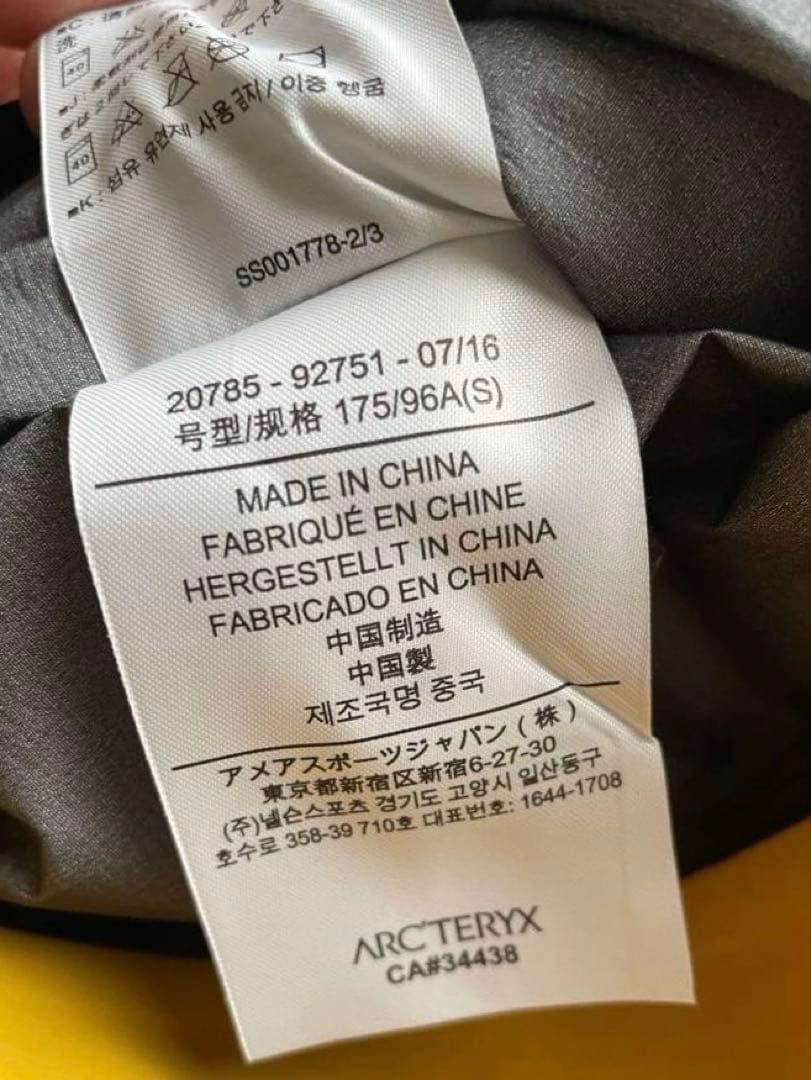 洗
40
40
■K: 섬유 유연제 사용 금지 / 이중 헹굼
SS001778-2/3
20785 - 92751 - 07/16
号型/规格 175/96A(S)
MADE IN CHINA
FABRIQUÉ EN CHINE
HERGESTELLT IN CHINA
FABRICADO EN CHINA
中国制造
中国製
제조국명 중국
アメアスポーツジャパン(株)
東京都新宿区新宿6-27-30
(주)넬슨스포츠 경기도 고양시 일산동구
호수로 358-39 710호 대표번호: 1644-1708
ARC'TERYX
CA#34438